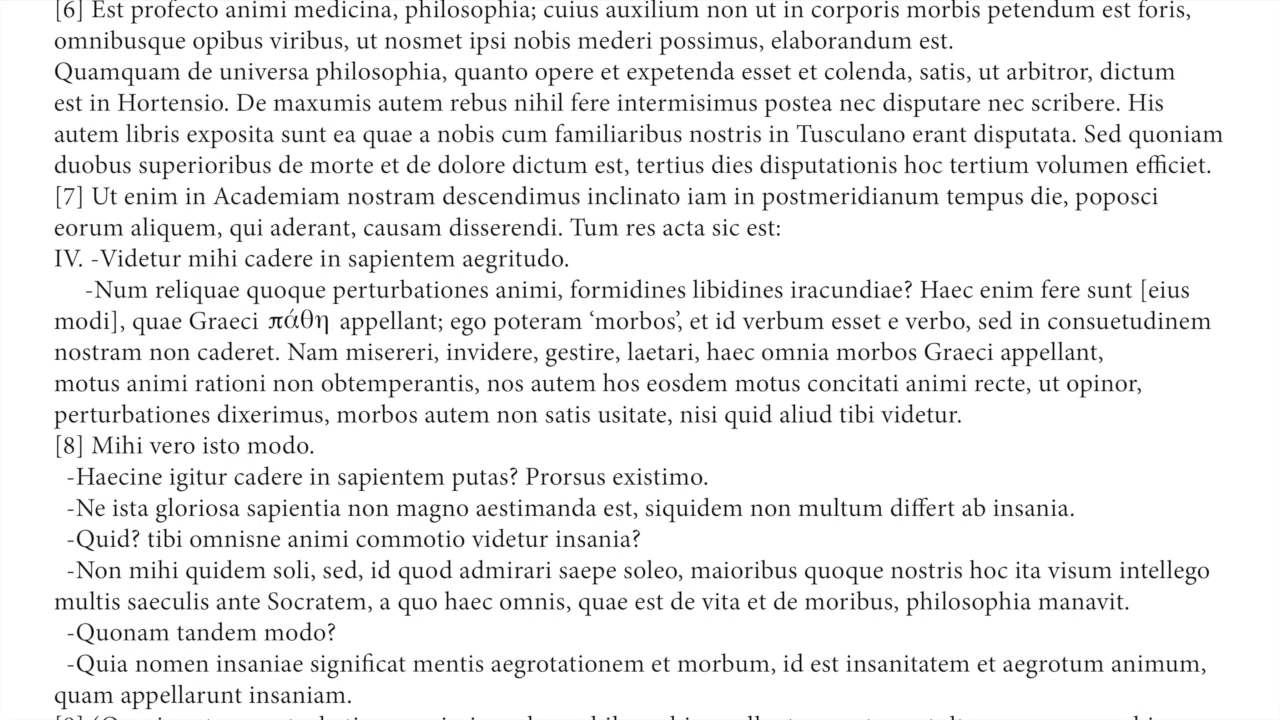 [6] Est profecto animi medicina, philosophia; cuius auxilium non ut in corporis morbis petendum est foris,
omnibusque opibus viribus, ut nosmet ipsi nobis mederi possimus, elaborandum est.
Quamquam de universa philosophia, quanto opere et expetenda esset et colenda, satis, ut arbitror, dictum
est in Hortensio. De maxumis autem rebus nihil fere intermisimus postea nec disputare nec scribere. His
autem libris exposita sunt ea quae a nobis cum familiaribus nostris in Tusculano erant disputata. Sed quoniam
duobus superioribus de morte et de dolore dictum est, tertius dies disputationis hoc tertium volumen efficiet.
[7] Ut enim in Academiam nostram descendimus inclinato iam in postmeridianum tempus die, poposci
eorum aliquem, qui aderant, causam disserendi. Tum res acta sic est:
IV. -Videtur mihi cadere in sapientem aegritudo.
-Num reliquae quoque perturbationes animi, formidines libidines iracundiae? Haec enim fere sunt [eius
modi], quae Graeci πάθη appellant; ego poteram ‘morbos’, et id verbum esset e verbo, sed in consuetudinem
nostram non caderet. Nam misereri, invidere, gestire, laetari, haec omnia morbos Graeci appellant,
motus animi rationi non obtemperantis, nos autem hos eosdem motus concitati animi recte, ut opinor,
perturbationes dixerimus, morbos autem non satis usitate, nisi quid aliud tibi videtur.
[8] Mihi vero isto modo.
-Haecine igitur cadere in sapientem putas? Prorsus existimo.
-Ne ista gloriosa sapientia non magno aestimanda est, siquidem non multum differt ab insania.
-Quid? tibi omnisne animi commotio videtur insania?
-Non mihi quidem soli, sed, id quod admirari saepe soleo, maioribus quoque nostris hoc ita visum intellego
multis saeculis ante Socratem, a quo haec omnis, quae est de vita et de moribus, philosophia manavit.
-Quonam tandem modo?
-Quia nomen insaniae significat mentis aegrotationem et morbum, id est insanitatem et aegrotum animum,
quam appellarunt insaniam.